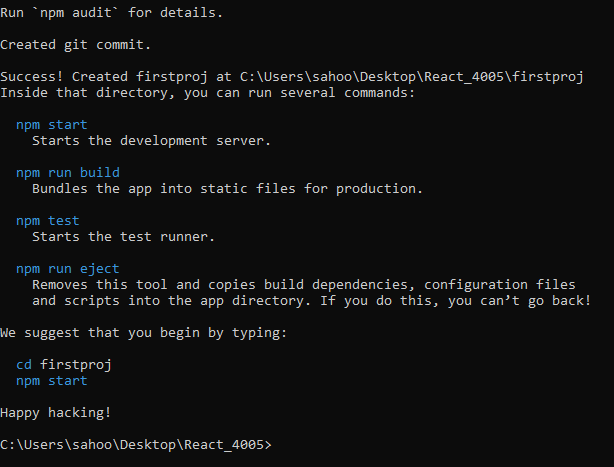 Run `npm audit` for details.
Created git commit.
Success! Created firstproj at C:\Users\sahoo\Desktop\React_4005\firstproj
Inside that directory, you can run several commands:
npm start
Starts the development server.
npm run build
Bundles the app into static files for production.
npm test
Starts the test runner.
npm run eject
Removes this tool and copies build dependencies, configuration files
and scripts into the app directory. If you do this, you can’t go back!
We suggest that you begin by typing:
cd firstproj
npm start
Happy hacking!
C:\Users\sahoo\Desktop\React_4005>